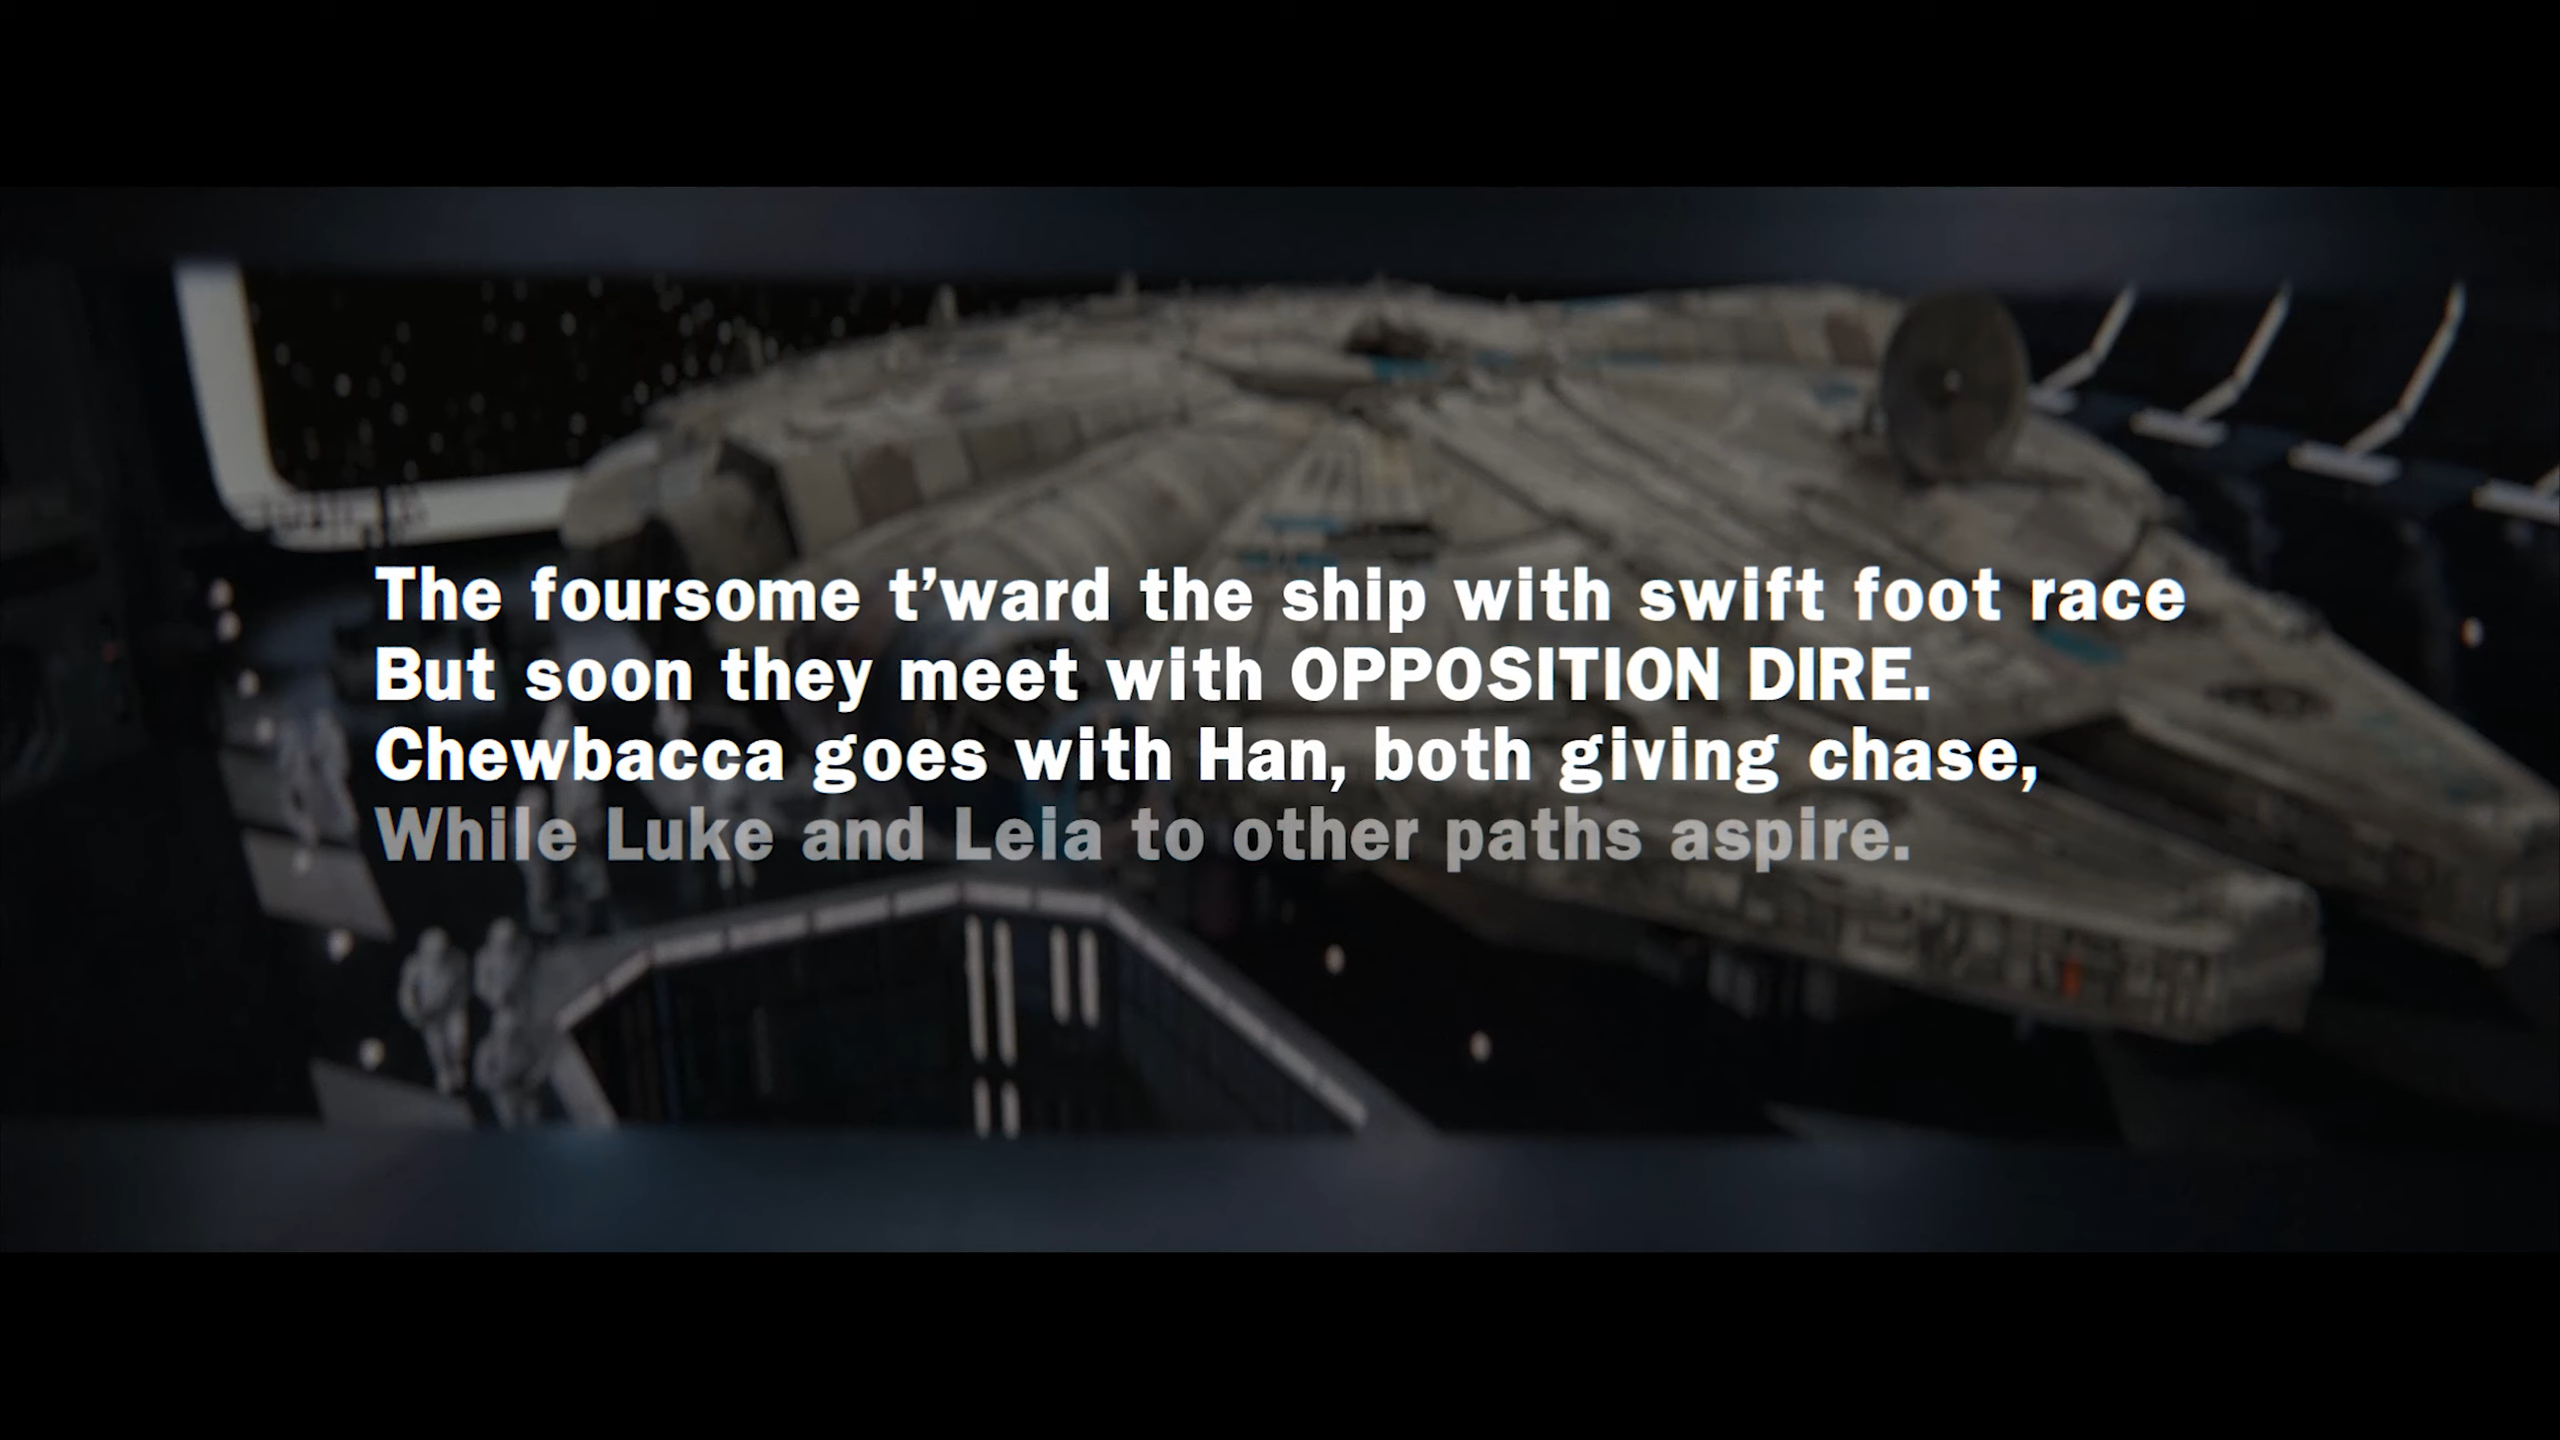 The foursome t’ward the ship with swift foot race
But soon they meet with OPPOSITION DIRE.
Chewbacca goes with Han, both giving chase,
While Luke and Leia to other paths aspire.